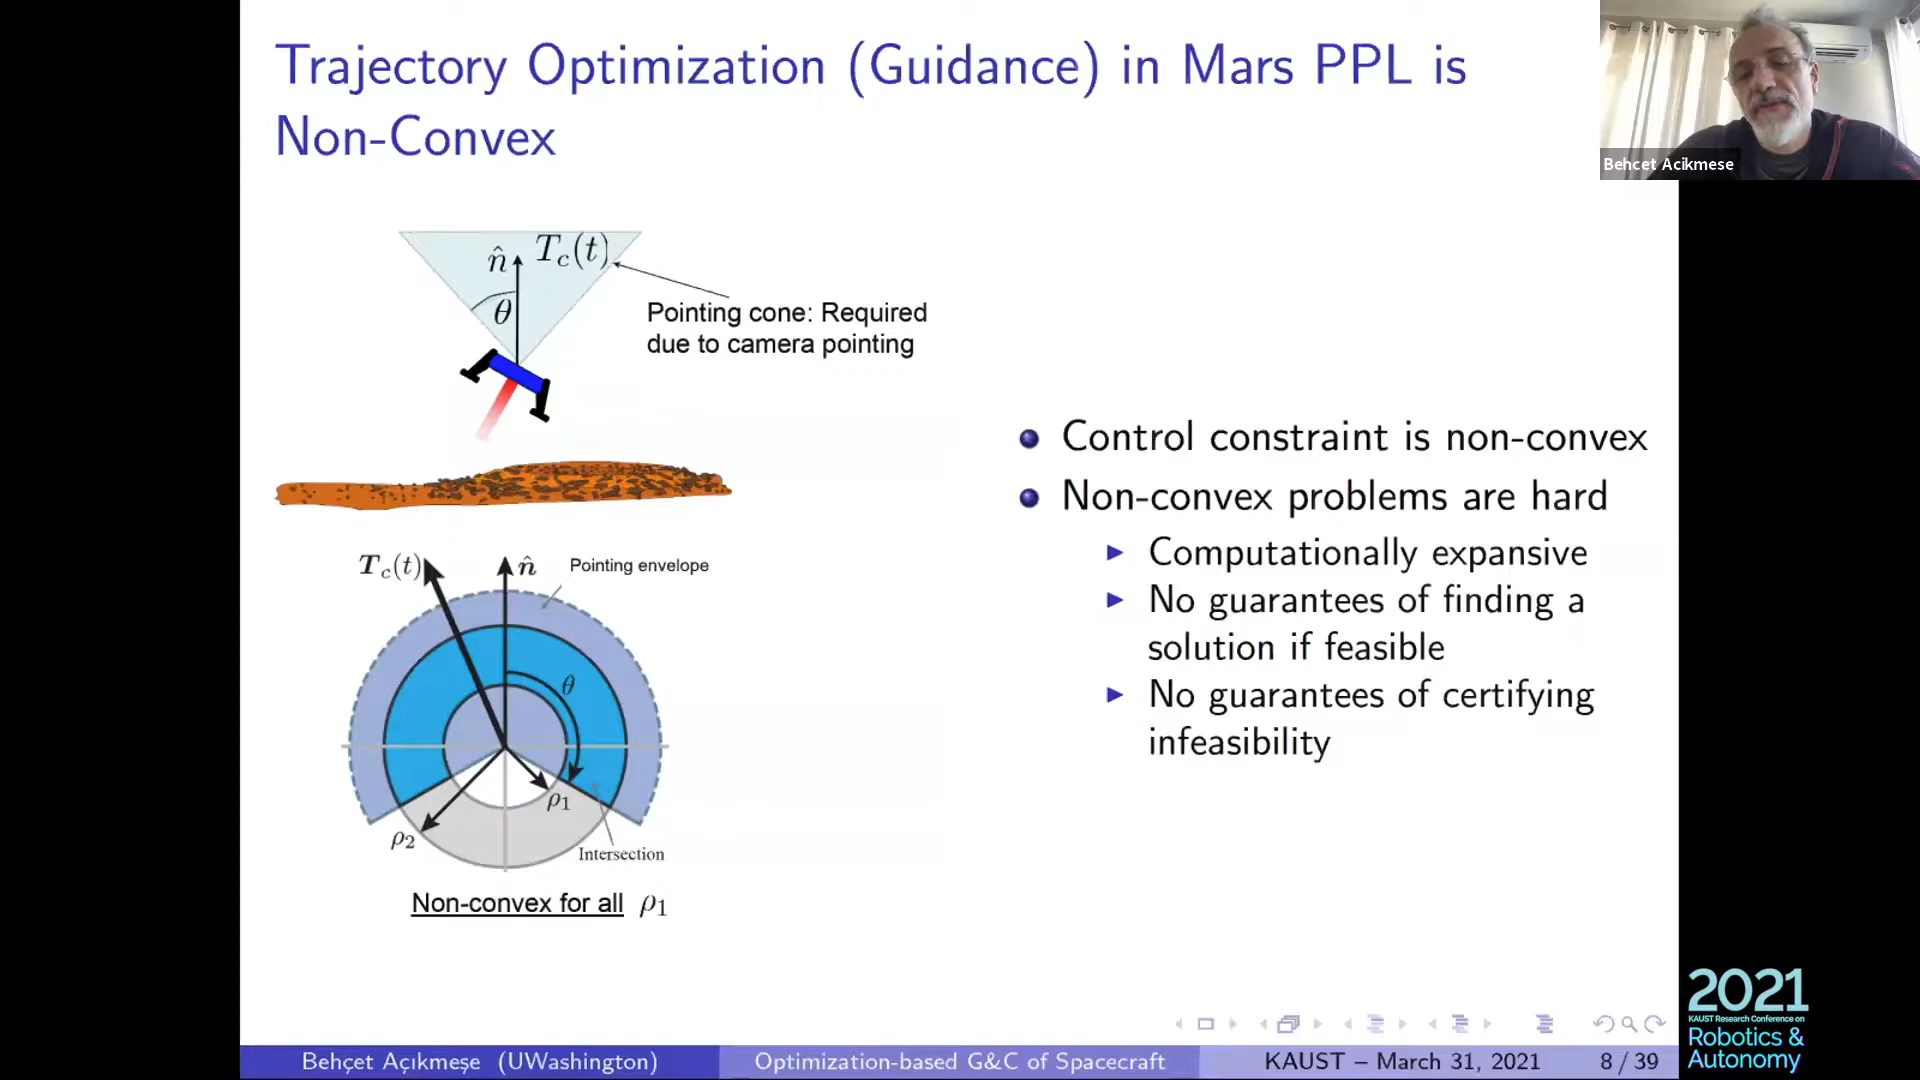 Trajectory Optimization (Guidance) in Mars PPL is
Non-Convex
Behcet Acikmese
n̂ T_c(t)
θ
Pointing cone: Required
due to camera pointing
T_c(t)
n̂
Pointing envelope
θ
ρ₁
ρ₂
Intersection
Non-convex for all ρ₁
Control constraint is non-convex
Non-convex problems are hard
Computationally expensive
No guarantees of finding a
solution if feasible
No guarantees of certifying
infeasibility
Behçet Açıkmeşe (UWashington)
Optimization-based G&C of Spacecraft
KAUST – March 31, 2021
8 / 39
2021
KAUST Research Conference on
Robotics &
Autonomy